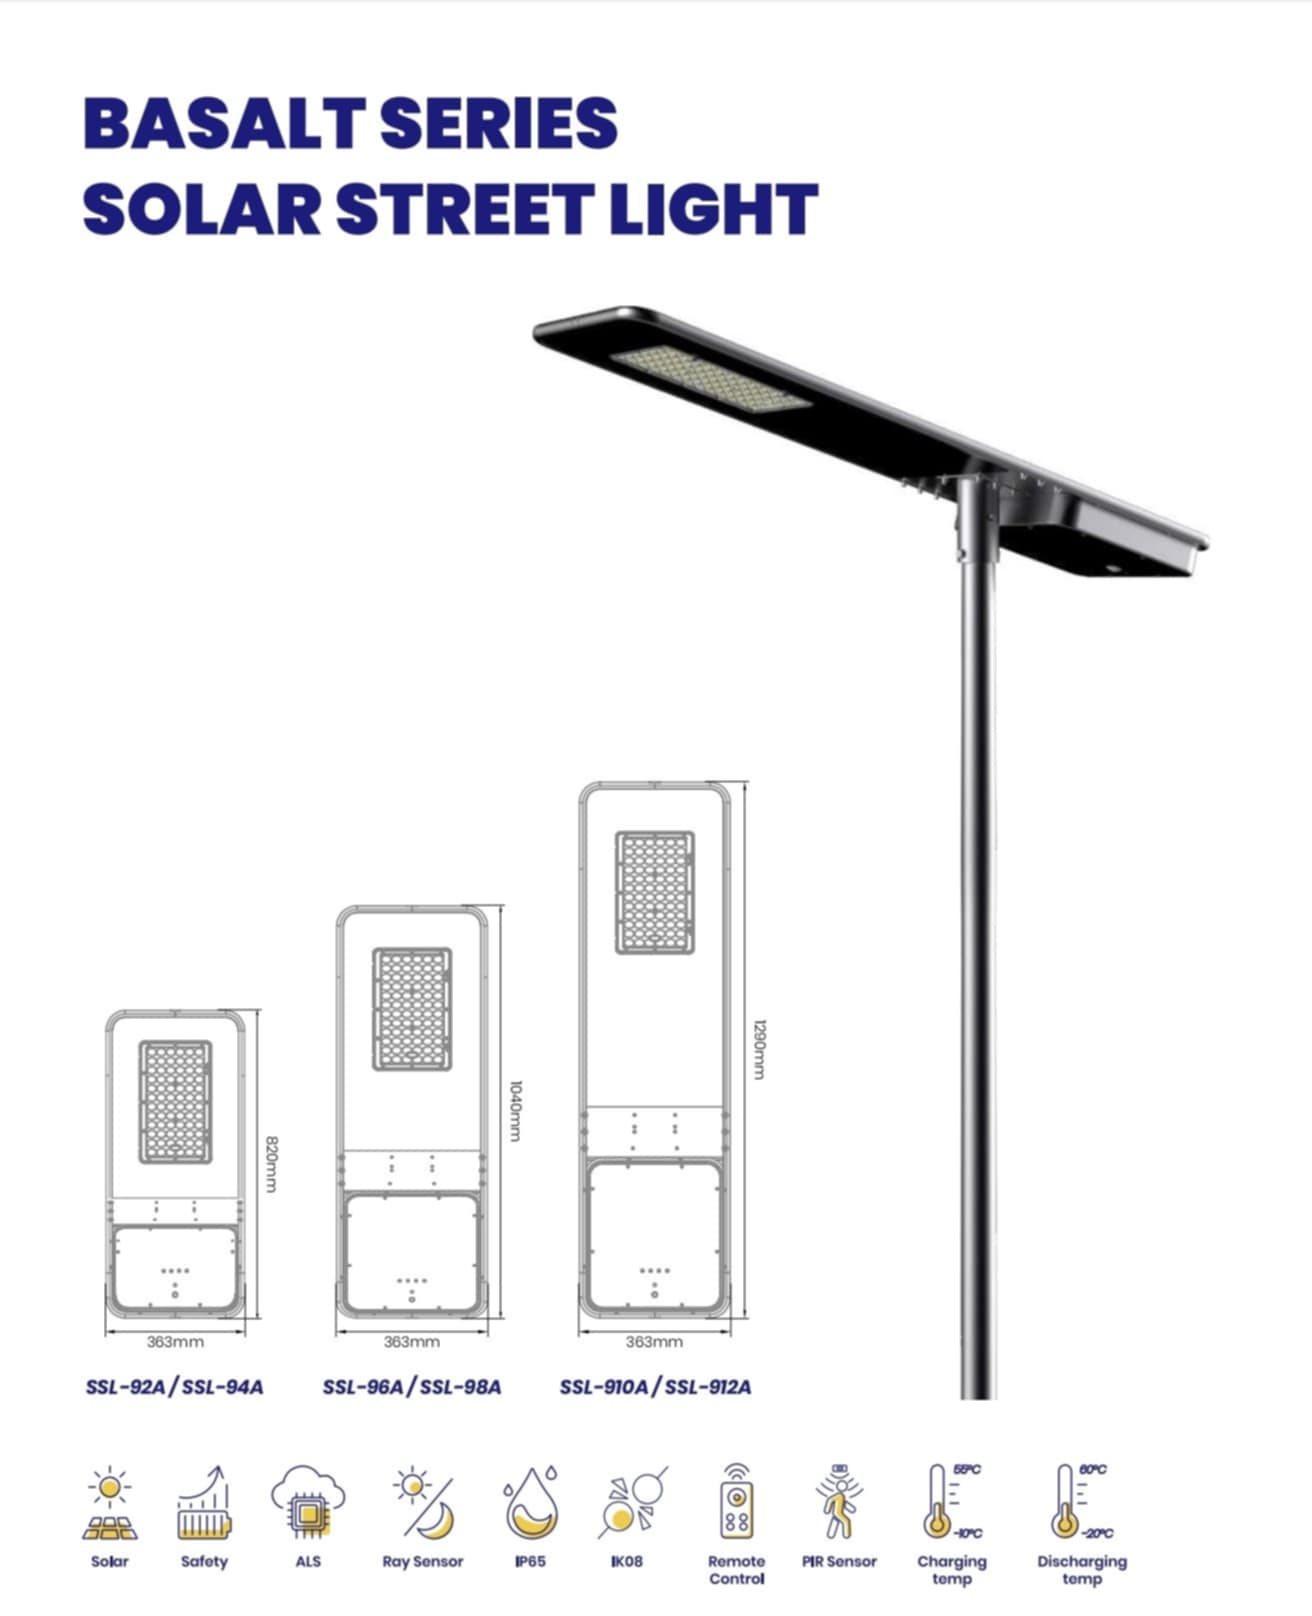 BASALT SERIES
SOLAR STREET LIGHT
1290mm
1040mm
820mm
363mm
363mm
363mm
SSL-92A/SSL-94A
SSL-96A/SSL-98A
SSL-910A/SSL-912A
55°C
60°C
-10°C
-20°C
Solar
Safety
ALS
Ray Sensor
IP65
IK08
Remote
Control
PIR Sensor
Charging
temp
Discharging
temp